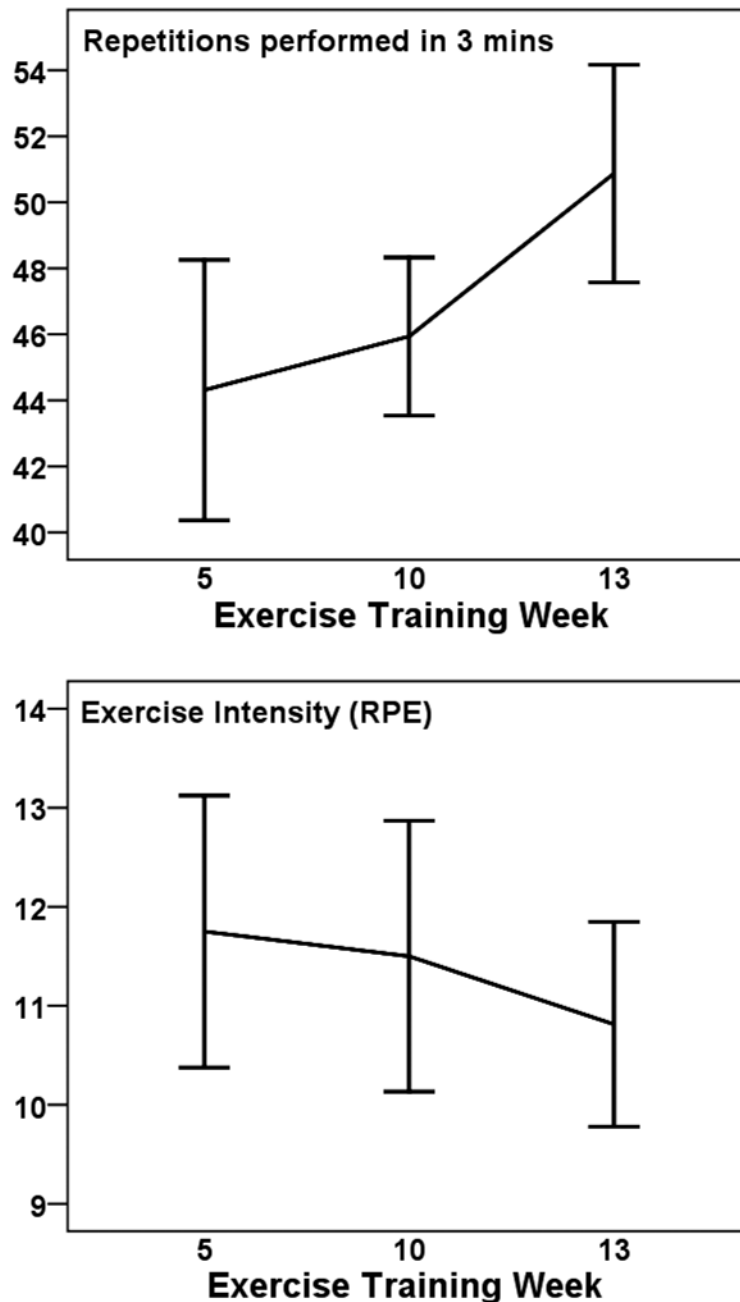 Repetitions performed in 3 mins
54
52
50
48
46
44
42
40
5 10 13
Exercise Training Week
14
Exercise Intensity (RPE)
13
12
11
10
9
5 10 13
Exercise Training Week